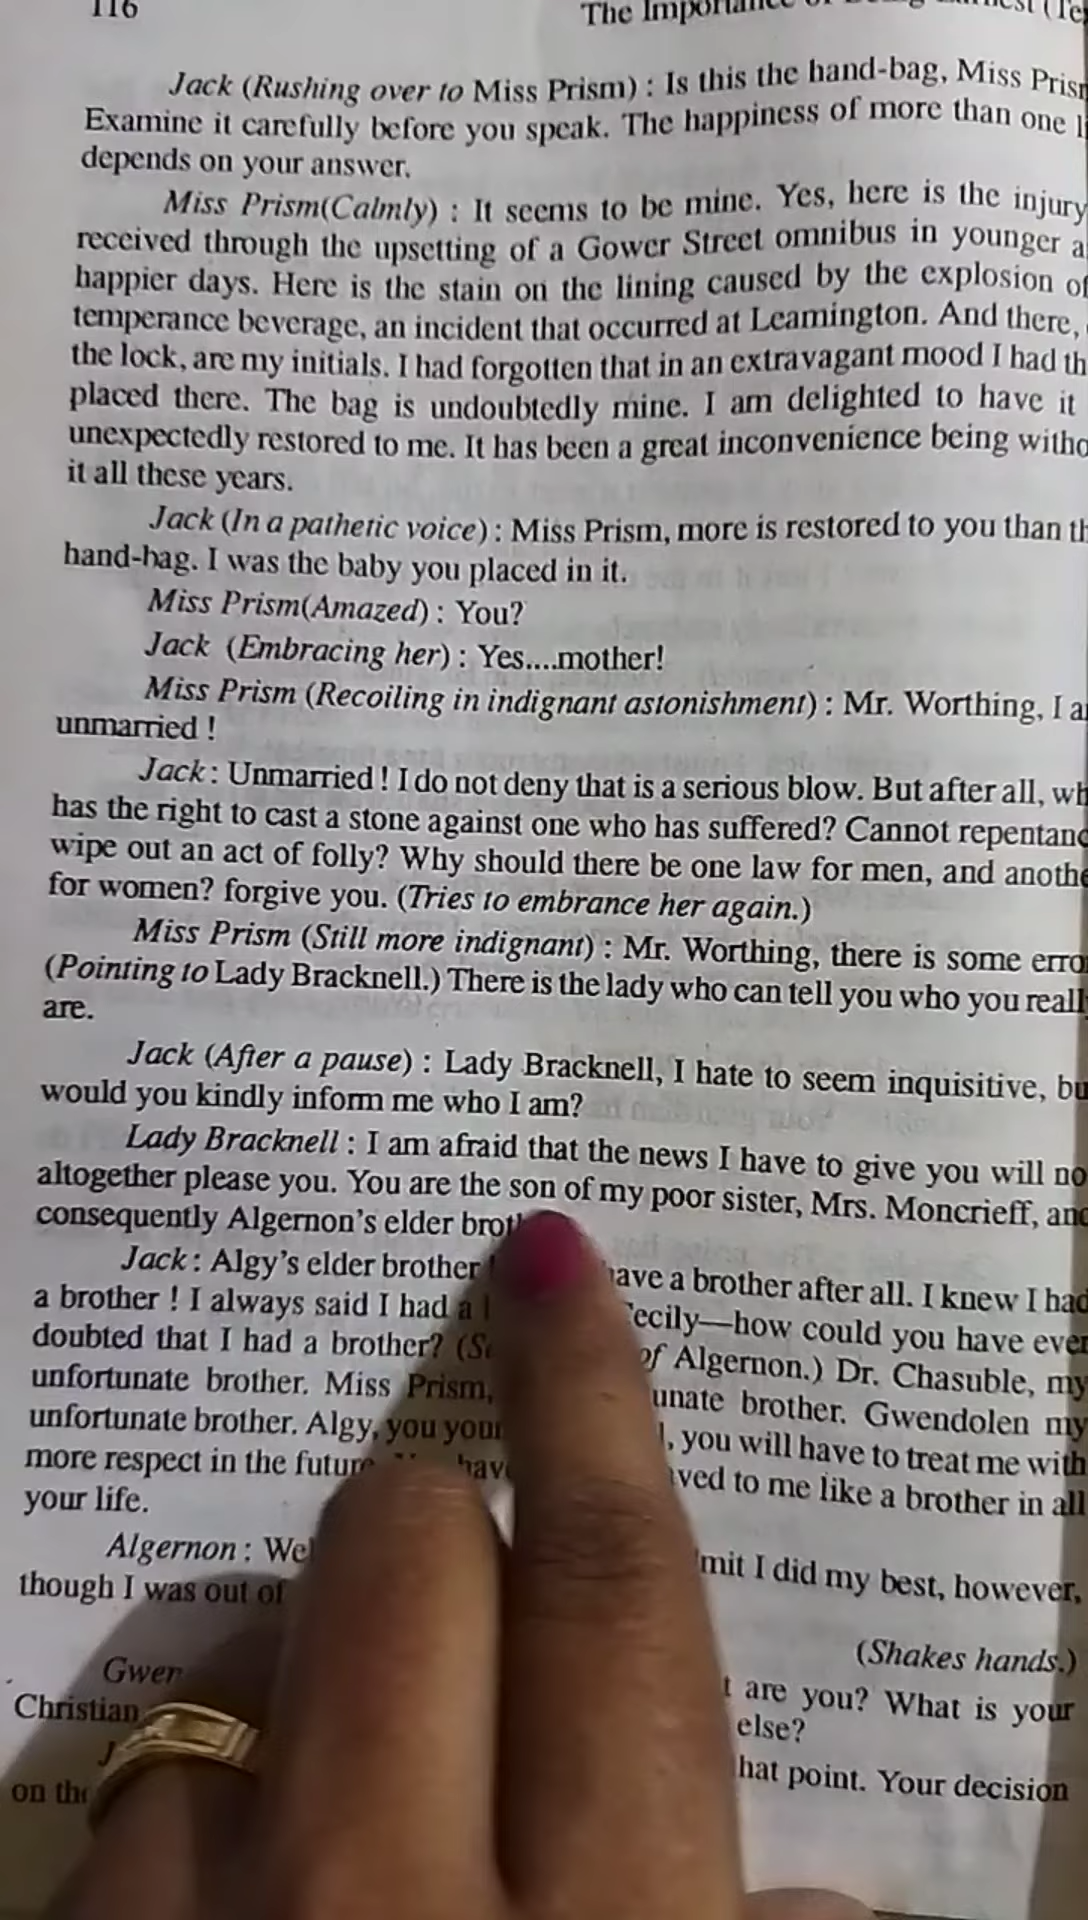 116
The Importance of Being Earnest (Te
Jack (Rushing over to Miss Prism) : Is this the hand-bag, Miss Pris
Examine it carefully before you speak. The happiness of more than one l
depends on your answer.
Miss Prism(Calmly) : It seems to be mine. Yes, here is the injury
received through the upsetting of a Gower Street omnibus in younger a
happier days. Here is the stain on the lining caused by the explosion of
temperance beverage, an incident that occurred at Leamington. And there,
the lock, are my initials. I had forgotten that in an extravagant mood I had th
placed there. The bag is undoubtedly mine. I am delighted to have it
unexpectedly restored to me. It has been a great inconvenience being witho
it all these years.
Jack (In a pathetic voice) : Miss Prism, more is restored to you than th
hand-bag. I was the baby you placed in it.
Miss Prism(Amazed) : You?
Jack (Embracing her) : Yes....mother!
Miss Prism (Recoiling in indignant astonishment) : Mr. Worthing, I a
unmarried !
Jack : Unmarried ! I do not deny that is a serious blow. But after all, wh
has the right to cast a stone against one who has suffered? Cannot repentanc
wipe out an act of folly? Why should there be one law for men, and anothe
for women? forgive you. (Tries to embrance her again.)
Miss Prism (Still more indignant) : Mr. Worthing, there is some erro
(Pointing to Lady Bracknell.) There is the lady who can tell you who you reall
are.
Jack (After a pause) : Lady Bracknell, I hate to seem inquisitive, bu
would you kindly inform me who I am?
Lady Bracknell : I am afraid that the news I have to give you will no
altogether please you. You are the son of my poor sister, Mrs. Moncrieff, and
consequently Algernon's elder brot
Jack : Algy's elder brother ave a brother after all. I knew I had
a brother ! I always said I had a ecily—how could you have ever
doubted that I had a brother? (S of Algernon.) Dr. Chasuble, my
unfortunate brother. Miss Prism, unate brother. Gwendolen my
unfortunate brother. Algy, you your , you will have to treat me with
more respect in the future. have ved to me like a brother in all
your life.
Algernon : Wel mit I did my best, however,
though I was out of
(Shakes hands.)
Gwen t are you? What is your
Christian else?
J hat point. Your decision
on the